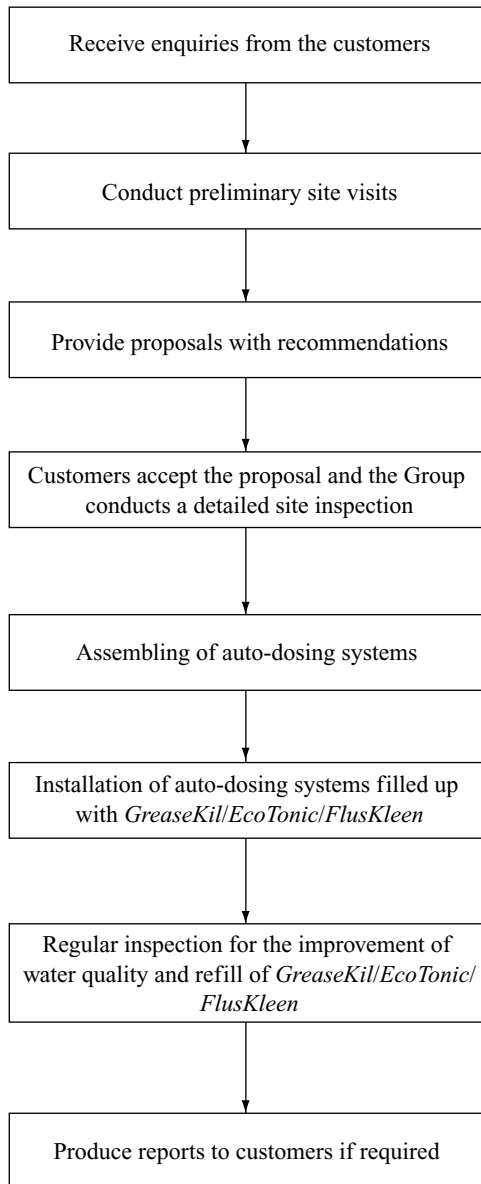 Receive enquiries from the customers
Conduct preliminary site visits
Provide proposals with recommendations
Customers accept the proposal and the Group
conducts a detailed site inspection
Assembling of auto-dosing systems
Installation of auto-dosing systems filled up
with GreaseKil/EcoTonic/FlusKleen
Regular inspection for the improvement of
water quality and refill of GreaseKil/EcoTonic/
FlusKleen
Produce reports to customers if required